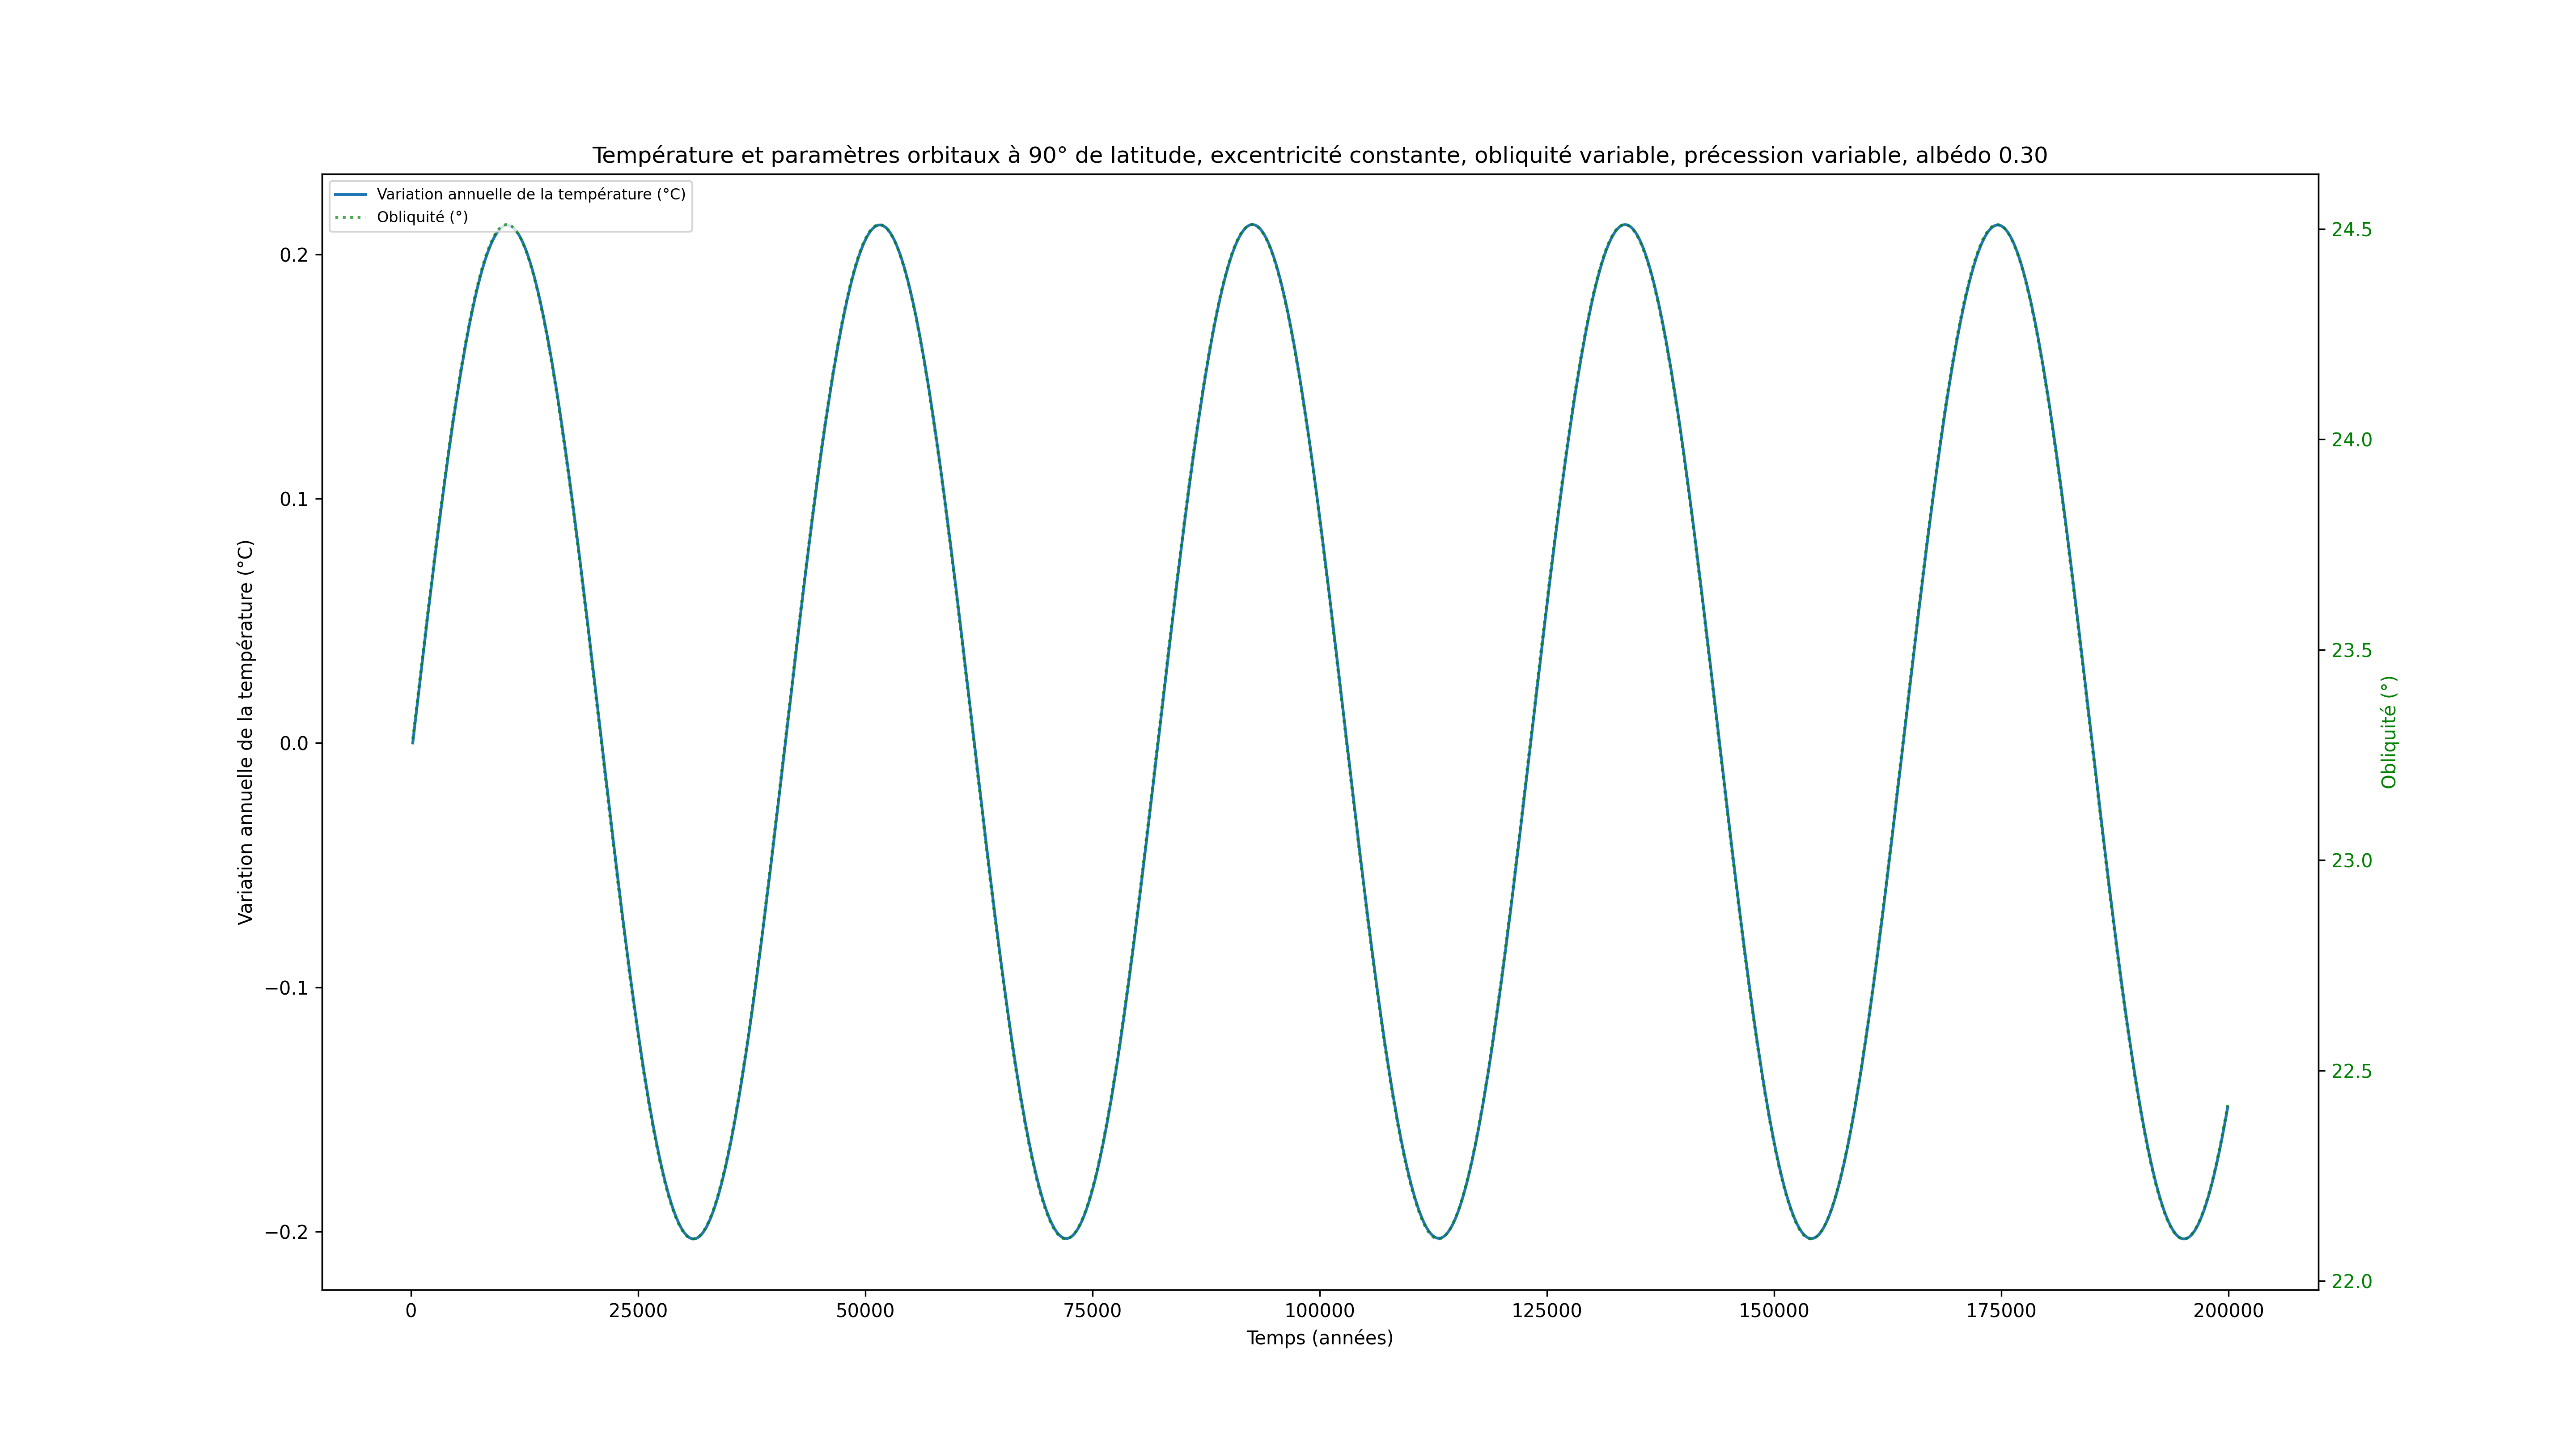 Température et paramètres orbitaux à 90° de latitude, excentricité constante, obliquité variable, précession variable, albédo 0.30
Variation annuelle de la température (°C)
Obliquité (°)
0.2
0.1
0.0
−0.1
−0.2
Variation annuelle de la température (°C)
24.5
24.0
23.5
23.0
22.5
22.0
Obliquité (°)
0 25000 50000 75000 100000 125000 150000 175000 200000
Temps (années)